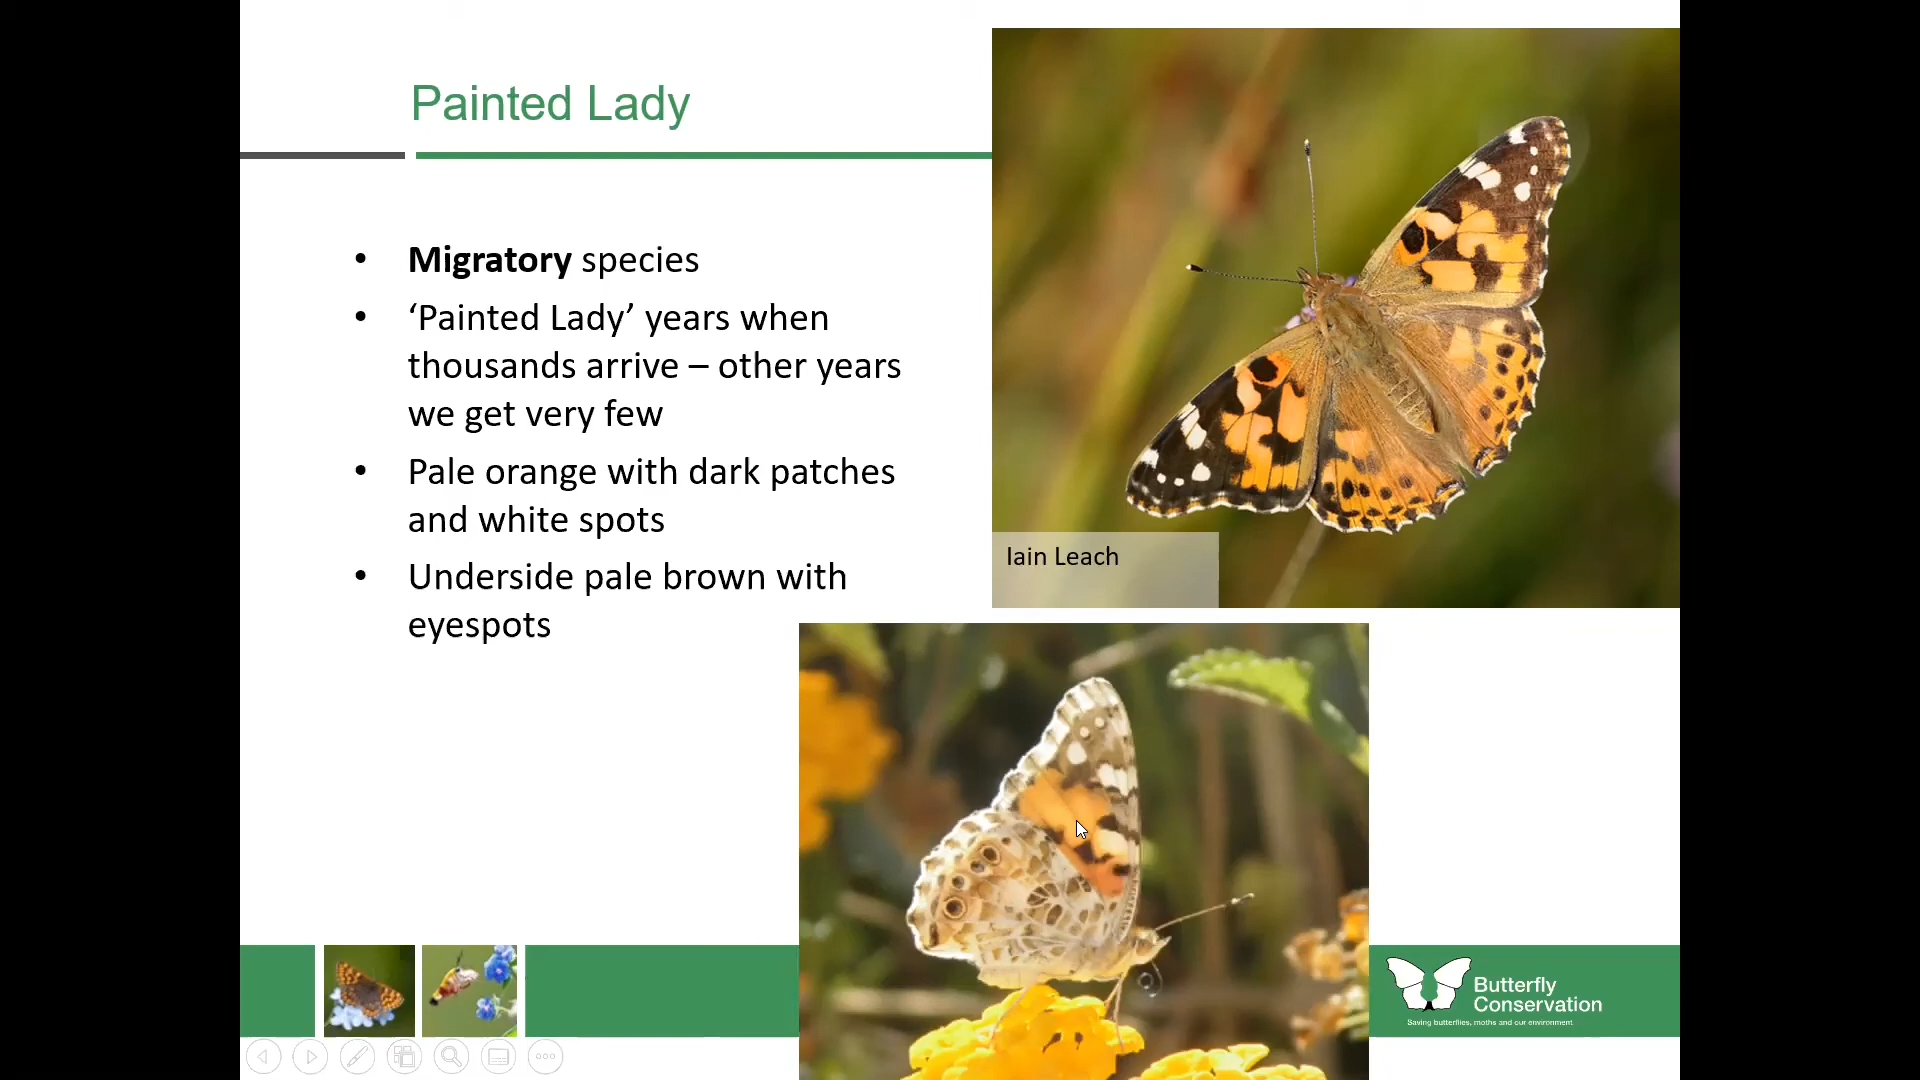 Painted Lady
• Migratory species
• ‘Painted Lady’ years when
thousands arrive – other years
we get very few
• Pale orange with dark patches
and white spots
• Underside pale brown with
eyespots
Iain Leach
Butterfly
Conservation
Saving butterflies, moths and our environment